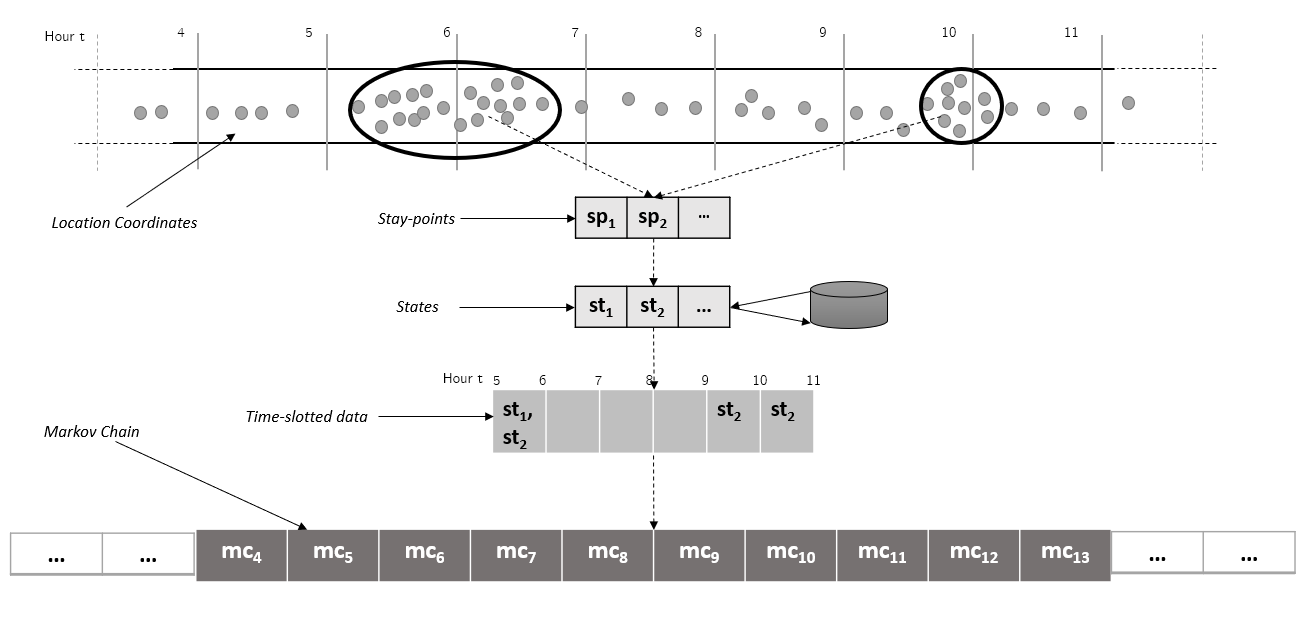 Hour t 4 5 6 7 8 9 10 11
Location Coordinates
Stay-points sp1 sp2 ...
States st1 st2 ...
Hour t 5 6 7 8 9 10 11
Time-slotted data st1, st2 st2
st2
Markov Chain
... ... mc4 mc5 mc6 mc7 mc8 mc9 mc10 mc11 mc12 mc13 ... ...